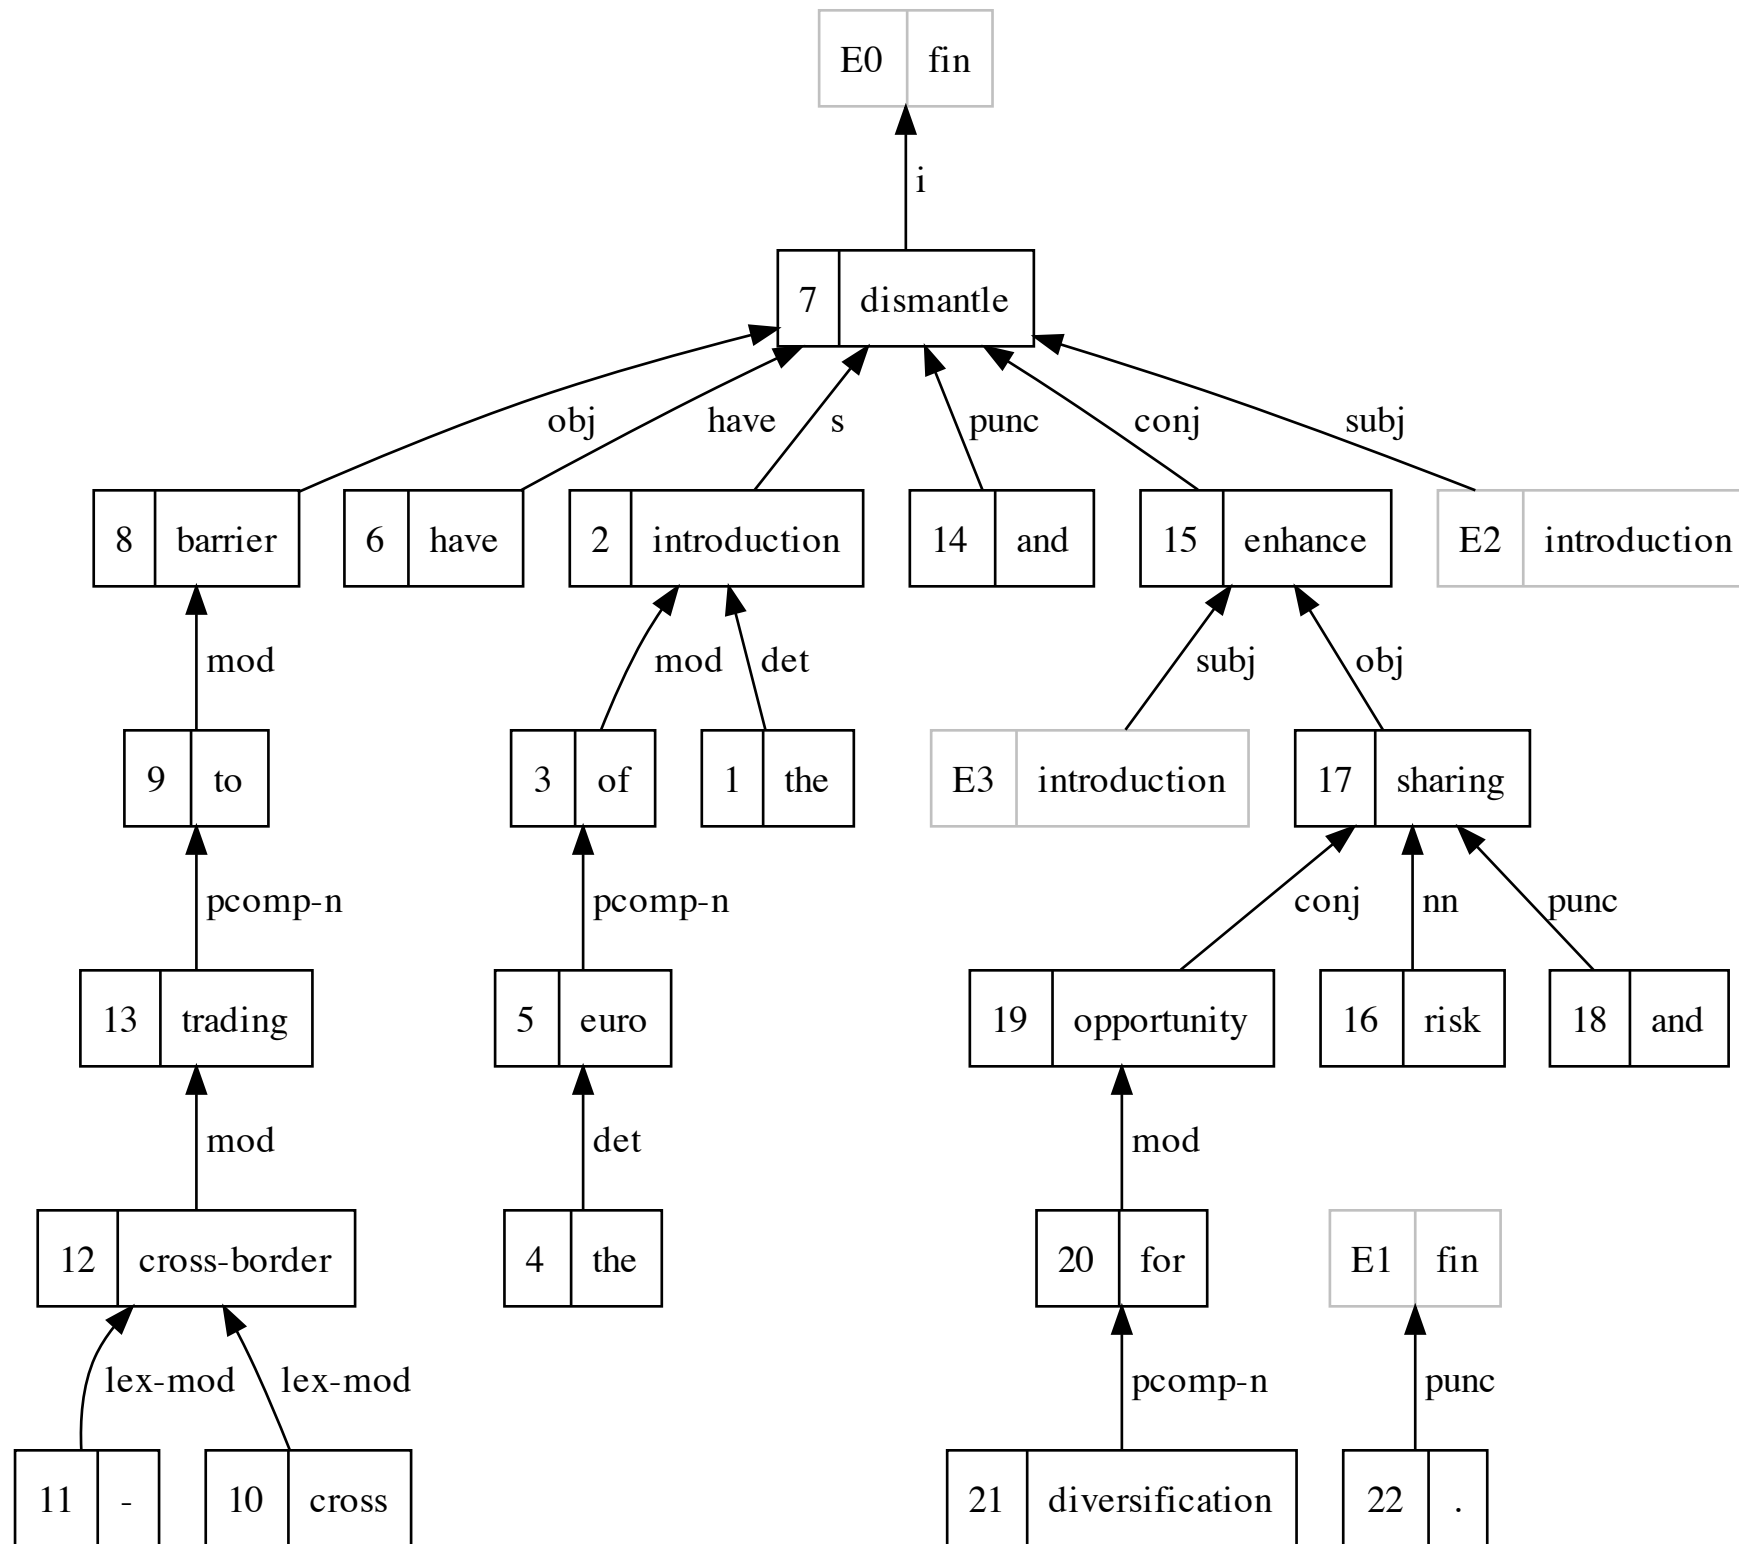 E0 fin
i
7 dismantle
obj have s punc conj subj
8 barrier 6 have 2 introduction 14 and 15 enhance E2 introduction
mod mod det subj obj
9 to 3 of 1 the E3 introduction 17 sharing
pcomp-n pcomp-n conj nn punc
13 trading 5 euro 19 opportunity 16 risk 18 and
mod det mod
12 cross-border 4 the 20 for E1 fin
lex-mod lex-mod pcomp-n punc
11 - 10 cross 21 diversification 22 .